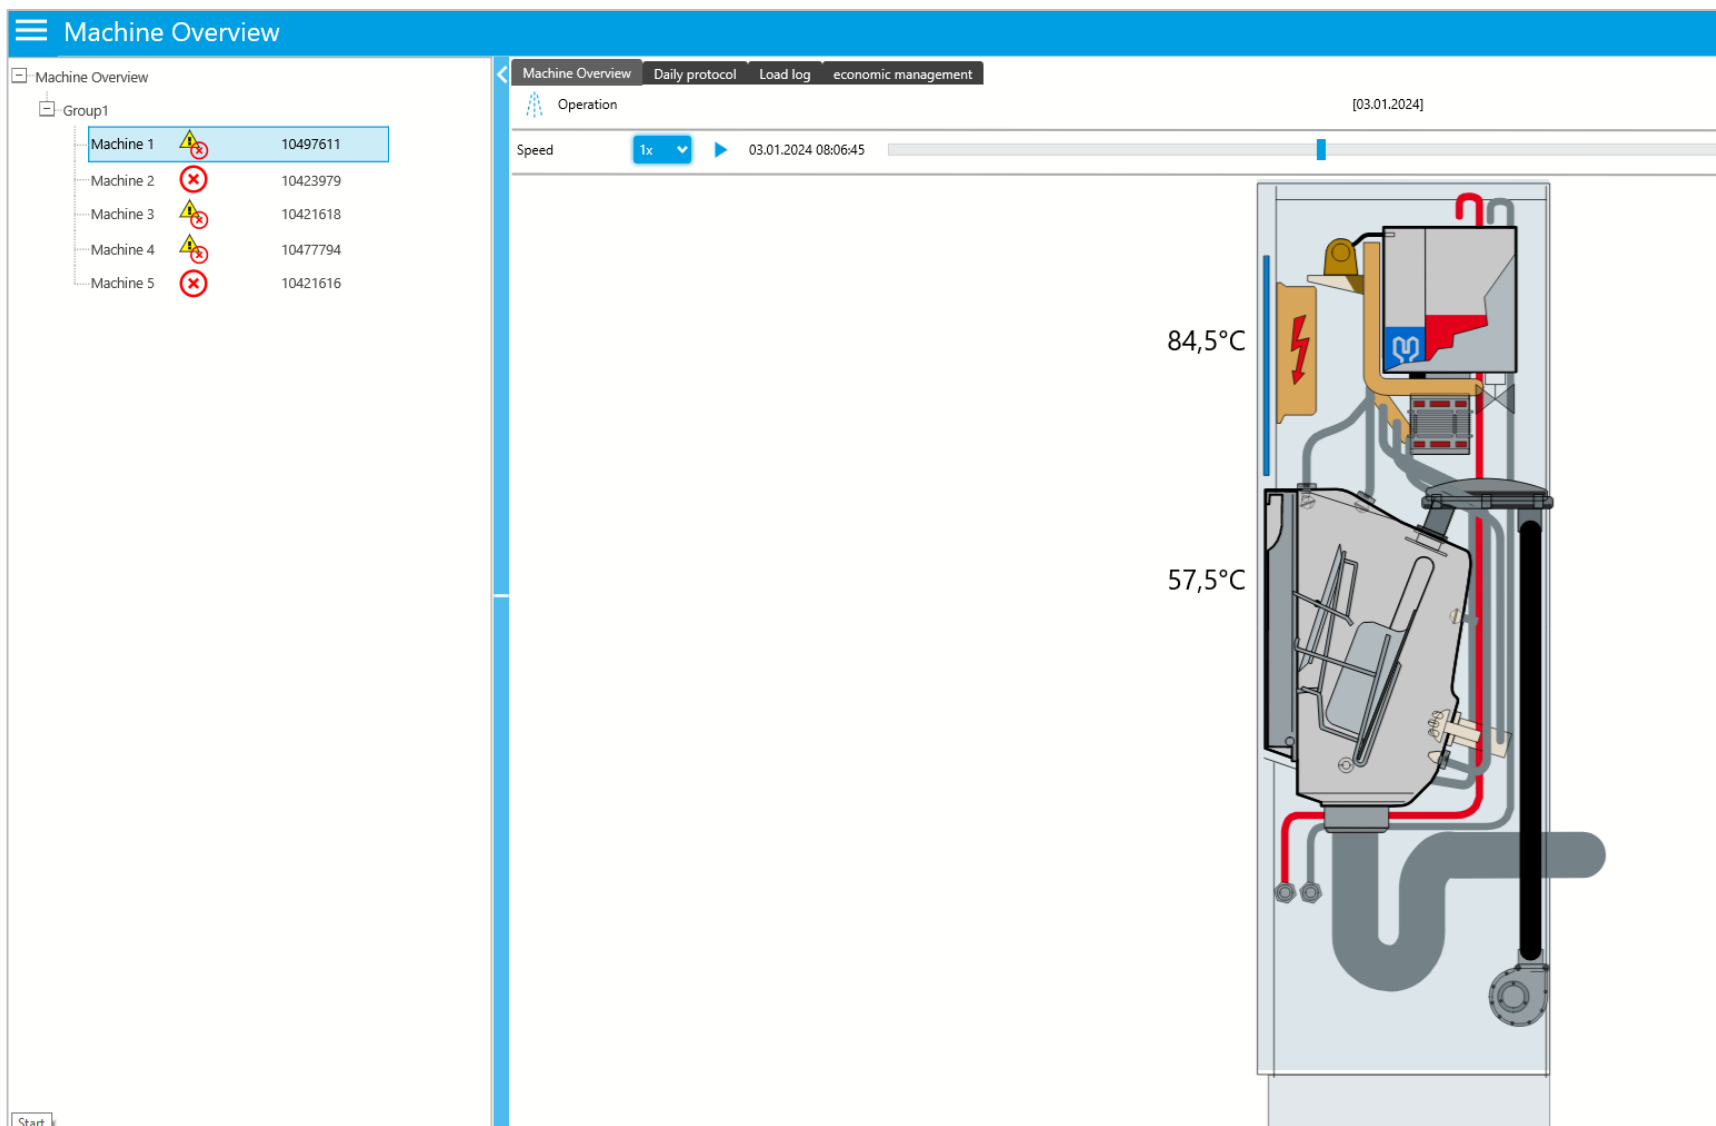 Machine Overview
Machine Overview
Group1
Machine 1 10497611
Machine 2 10423979
Machine 3 10421618
Machine 4 10477794
Machine 5 10421616
Start
Machine Overview Daily protocol Load log economic management
Operation [03.01.2024]
Speed 1x 03.01.2024 08:06:45
84,5°C
57,5°C